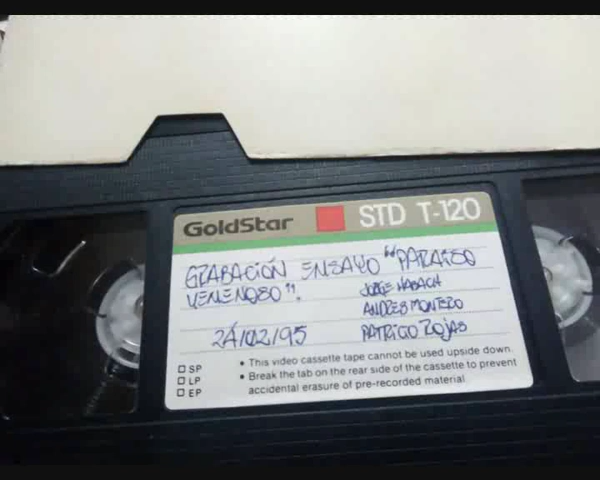 GoldStar STD T-120
GRABACIÓN ENSAYO "PARAISO
VENENOSO".
JORGE HABACH
ANDRES MONTERO
24/02/95 PATRICO ROJAS
SP
LP
EP
• This video cassette tape cannot be used upside down.
• Break the tab on the rear side of the cassette to prevent
accidental erasure of pre-recorded material